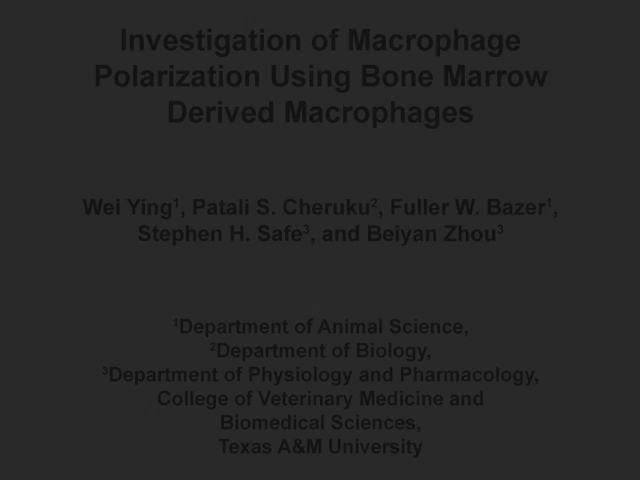 Investigation of Macrophage
Polarization Using Bone Marrow
Derived Macrophages
Wei Ying¹, Patali S. Cheruku², Fuller W. Bazer¹,
Stephen H. Safe³, and Beiyan Zhou³
¹Department of Animal Science,
²Department of Biology,
³Department of Physiology and Pharmacology,
College of Veterinary Medicine and
Biomedical Sciences,
Texas A&M University